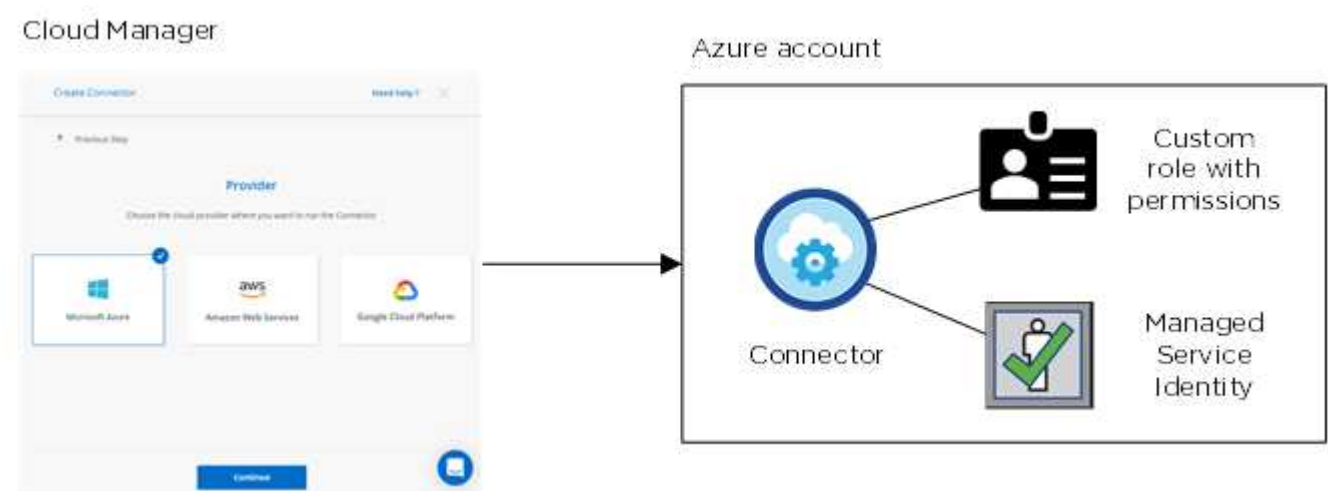 Cloud Manager
Create Connector
Need help?
Previous Step
Provider
Choose the cloud provider where you want to run the Connector
Microsoft Azure
aws
Amazon Web Services
Google Cloud Platform
Continue
Azure account
Custom
role with
permissions
Connector
Managed
Service
Identity